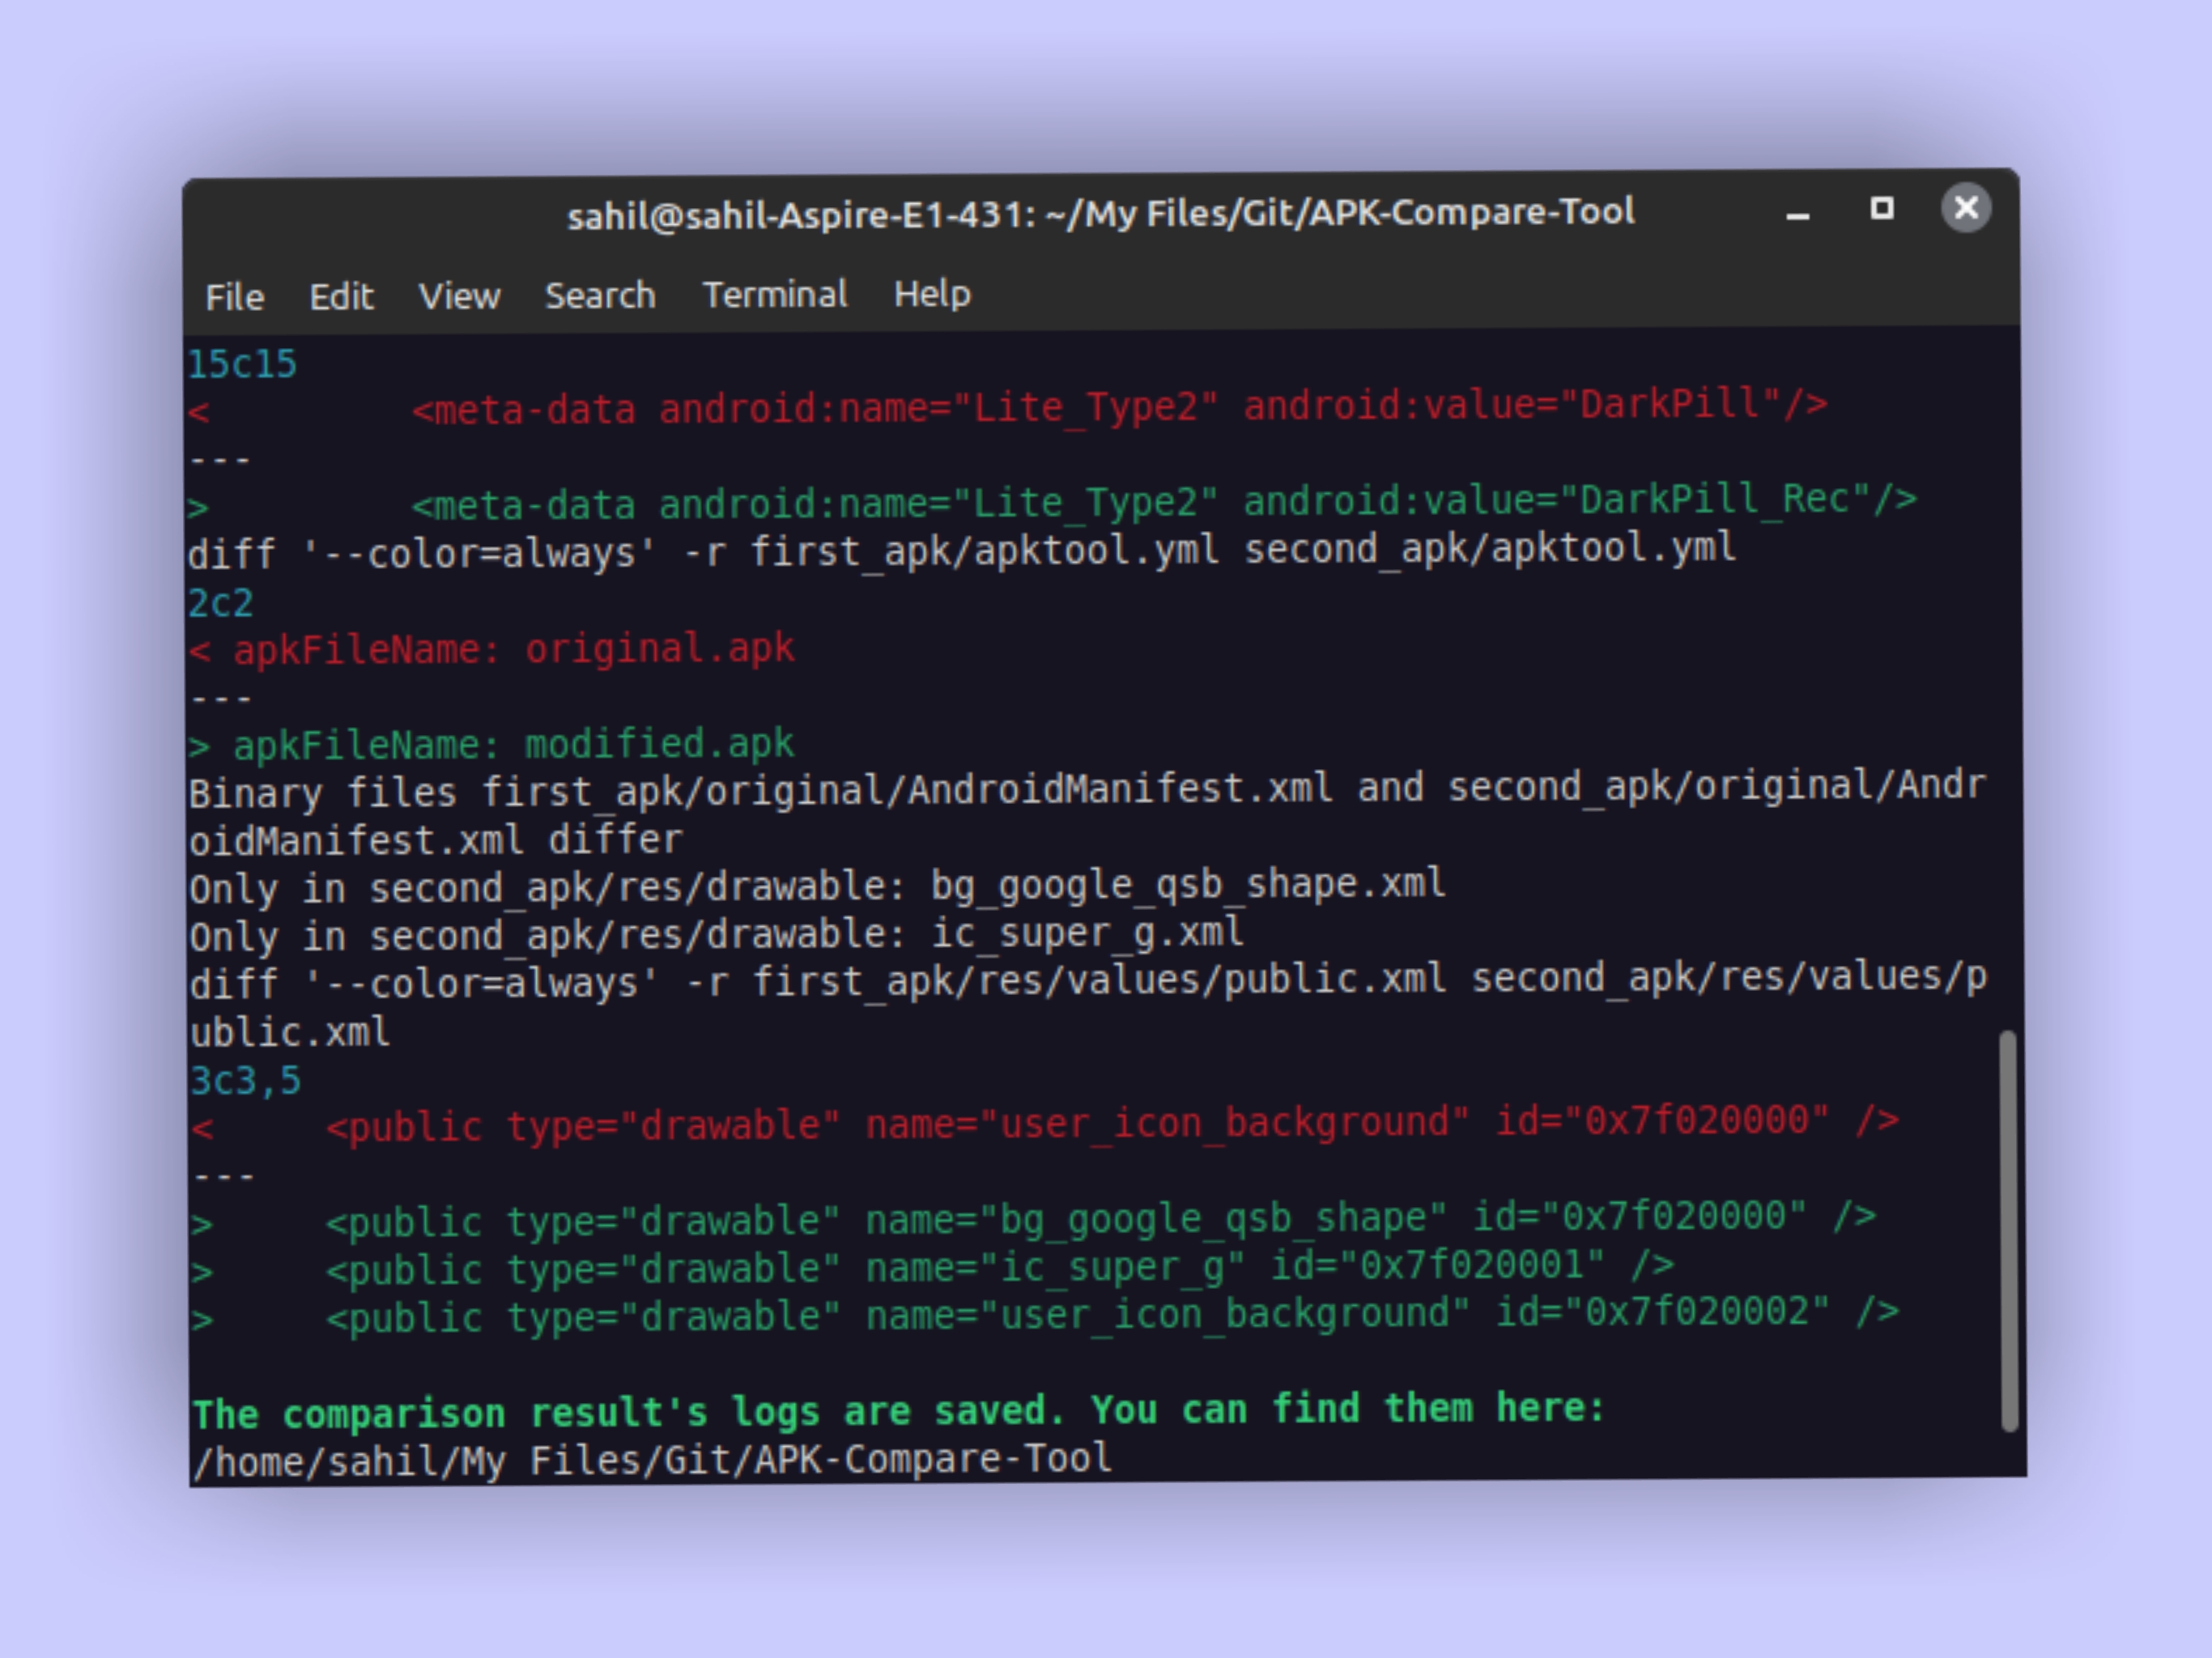 sahil@sahil-Aspire-E1-431: ~/My Files/Git/APK-Compare-Tool
File Edit View Search Terminal Help
15c15
<         <meta-data android:name="Lite_Type2" android:value="DarkPill"/>
---
>         <meta-data android:name="Lite_Type2" android:value="DarkPill_Rec"/>
diff '--color=always' -r first_apk/apktool.yml second_apk/apktool.yml
2c2
< apkFileName: original.apk
---
> apkFileName: modified.apk
Binary files first_apk/original/AndroidManifest.xml and second_apk/original/Andr
oidManifest.xml differ
Only in second_apk/res/drawable: bg_google_qsb_shape.xml
Only in second_apk/res/drawable: ic_super_g.xml
diff '--color=always' -r first_apk/res/values/public.xml second_apk/res/values/p
ublic.xml
3c3,5
<     <public type="drawable" name="user_icon_background" id="0x7f020000" />
---
>     <public type="drawable" name="bg_google_qsb_shape" id="0x7f020000" />
>     <public type="drawable" name="ic_super_g" id="0x7f020001" />
>     <public type="drawable" name="user_icon_background" id="0x7f020002" />

The comparison result's logs are saved. You can find them here:
/home/sahil/My Files/Git/APK-Compare-Tool